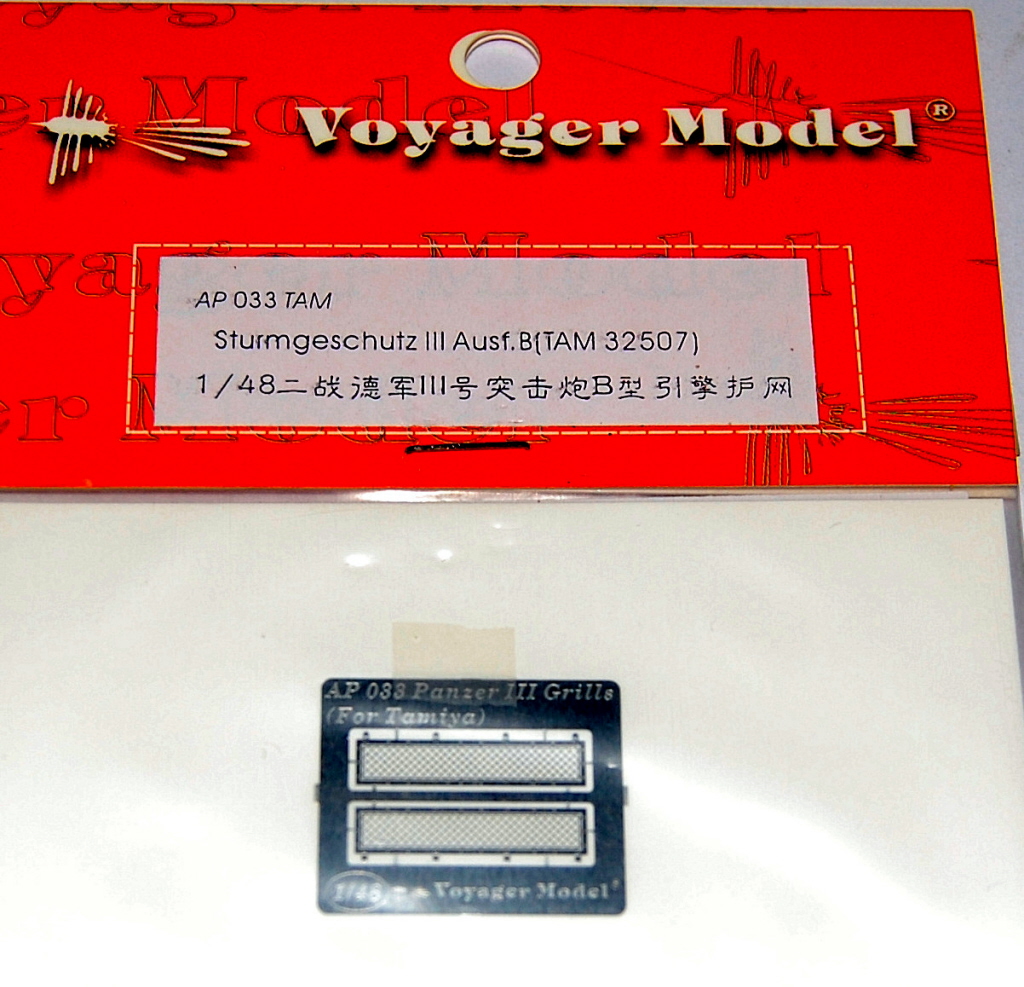 Voyager Model®
AP 033 TAM
Sturmgeschutz III Ausf.B(TAM 32507)
1/48二战德军III号突击炮B型引擎护网
AP 033 Panzer III Grills
(For Tamiya)
1/48 Voyager Model